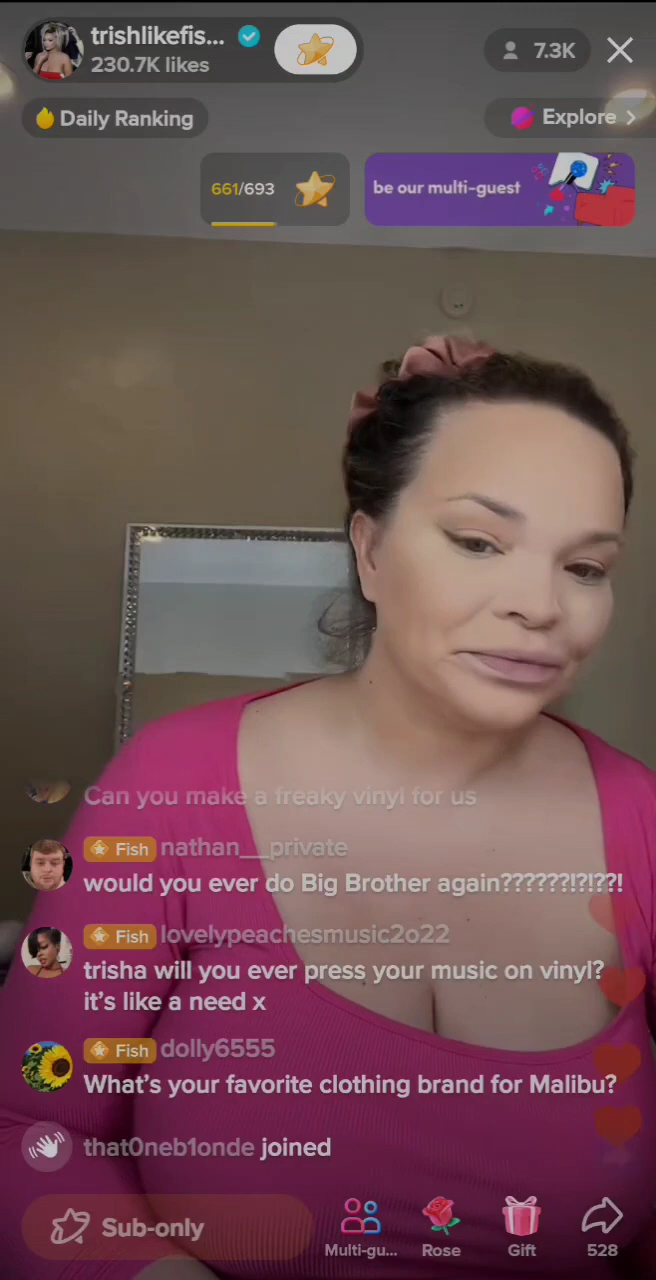 trishlikefis...
230.7K likes
7.3K
Daily Ranking
Explore >
661/693
be our multi-guest
Can you make a freaky vinyl for us
Fish nathan__private
would you ever do Big Brother again??????!?!??!
Fish lovelypeachesmusic2o22
trisha will you ever press your music on vinyl?
it's like a need x
Fish dolly6555
What's your favorite clothing brand for Malibu?
that0neb1onde joined
Sub-only
Multi-gu...
Rose
Gift
528